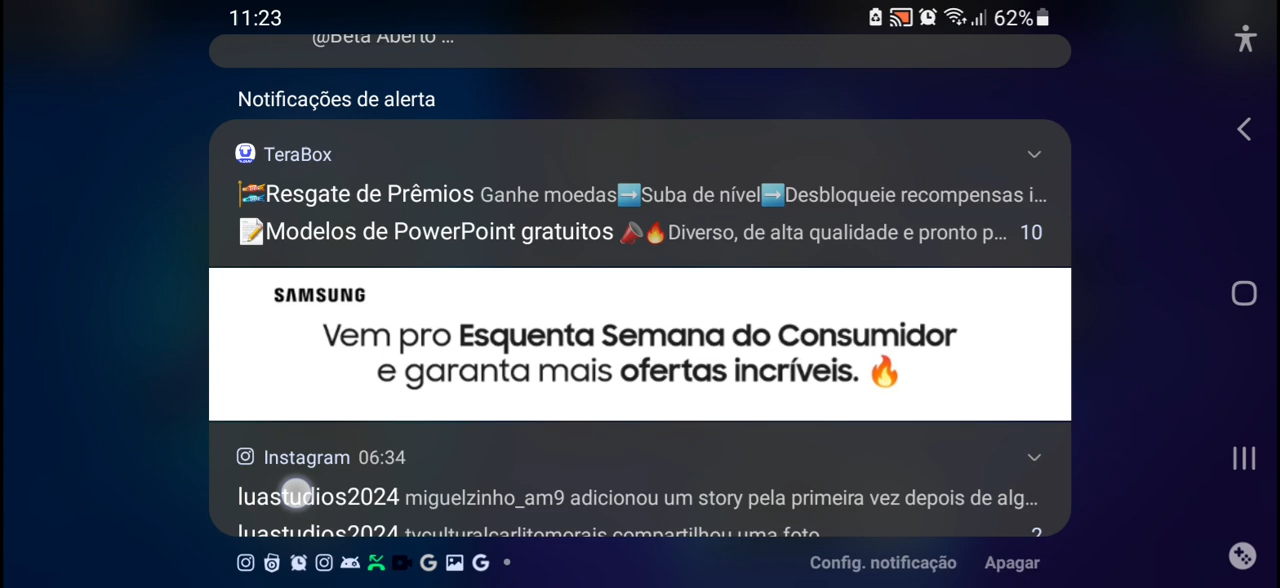 11:23
62%
@Beta Aberto ...
Notificações de alerta
TeraBox
Resgate de Prêmios Ganhe moedas➡️Suba de nível➡️Desbloqueie recompensas i...
Modelos de PowerPoint gratuitos 📣🔥Diverso, de alta qualidade e pronto p... 10
SAMSUNG
Vem pro Esquenta Semana do Consumidor
e garanta mais ofertas incríveis. 🔥
Instagram 06:34
luastudios2024 miguelzinho_am9 adicionou um story pela primeira vez depois de alg...
luastudios2024 tvculturalcarlitomorais compartilhou uma foto 2
Config. notificação Apagar